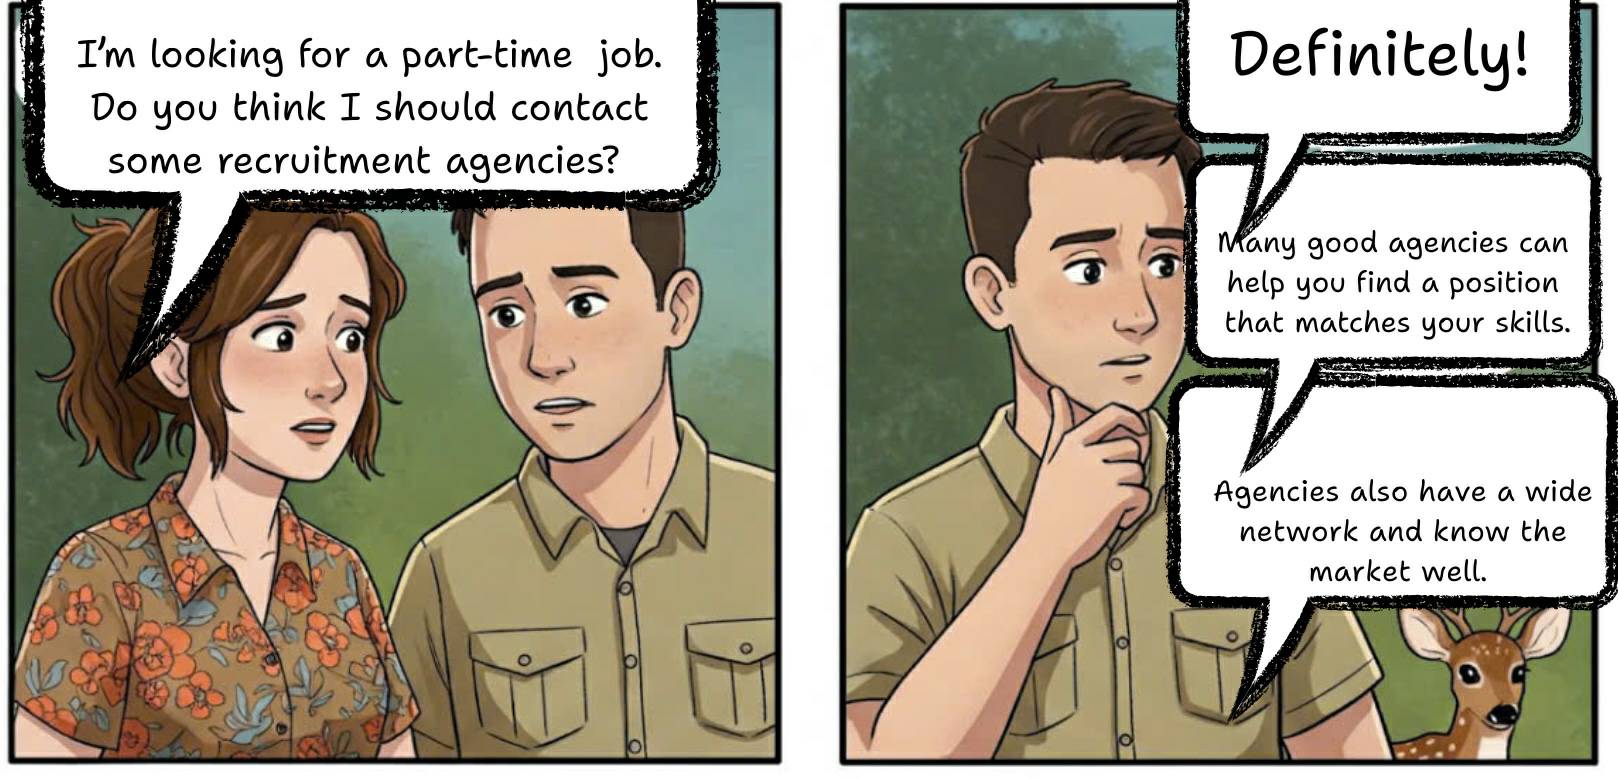 I'm looking for a part-time job.
Do you think I should contact
some recruitment agencies?
Definitely!
Many good agencies can
help you find a position
that matches your skills.
Agencies also have a wide
network and know the
market well.